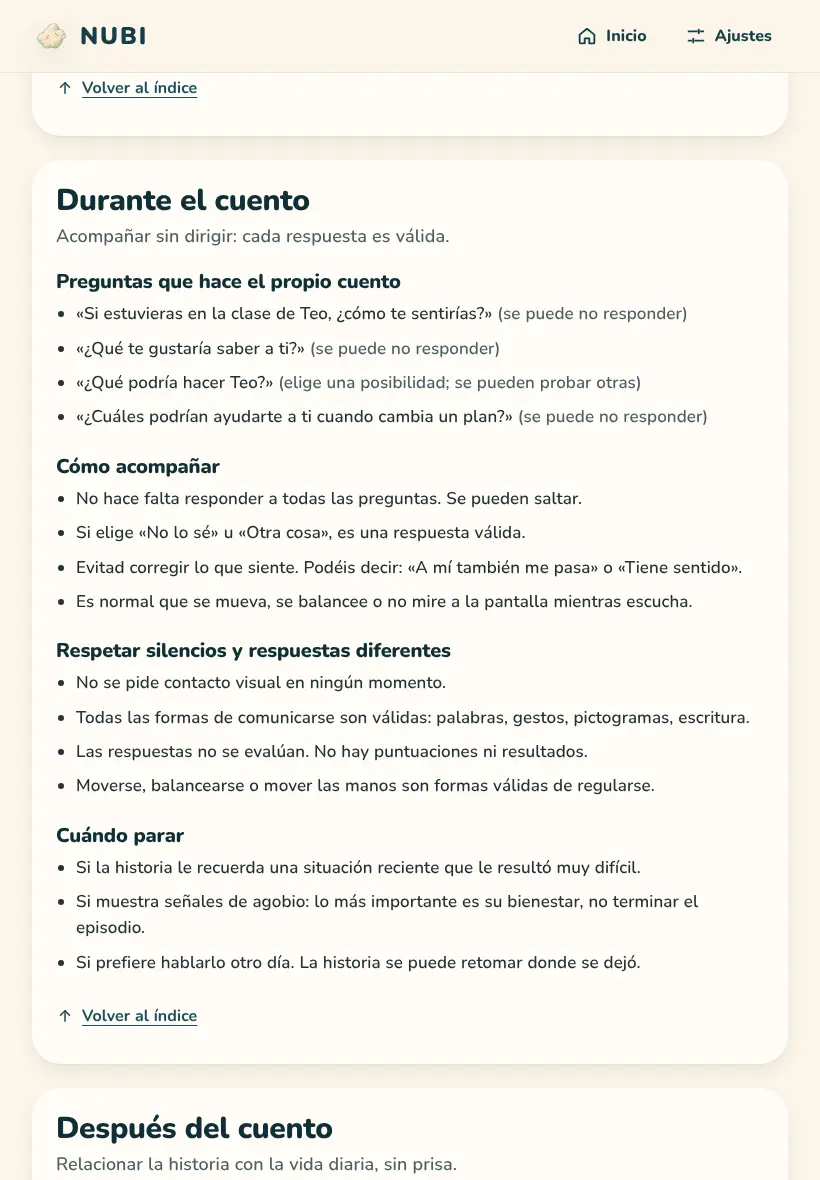 NUBI
Inicio
Ajustes
↑ Volver al índice
Durante el cuento
Acompañar sin dirigir: cada respuesta es válida.
Preguntas que hace el propio cuento
• «Si estuvieras en la clase de Teo, ¿cómo te sentirías?» (se puede no responder)
• «¿Qué te gustaría saber a ti?» (se puede no responder)
• «¿Qué podría hacer Teo?» (elige una posibilidad; se pueden probar otras)
• «¿Cuáles podrían ayudarte a ti cuando cambia un plan?» (se puede no responder)
Cómo acompañar
• No hace falta responder a todas las preguntas. Se pueden saltar.
• Si elige «No lo sé» u «Otra cosa», es una respuesta válida.
• Evitad corregir lo que siente. Podéis decir: «A mí también me pasa» o «Tiene sentido».
• Es normal que se mueva, se balancee o no mire a la pantalla mientras escucha.
Respetar silencios y respuestas diferentes
• No se pide contacto visual en ningún momento.
• Todas las formas de comunicarse son válidas: palabras, gestos, pictogramas, escritura.
• Las respuestas no se evalúan. No hay puntuaciones ni resultados.
• Moverse, balancearse o mover las manos son formas válidas de regularse.
Cuándo parar
• Si la historia le recuerda una situación reciente que le resultó muy difícil.
• Si muestra señales de agobio: lo más importante es su bienestar, no terminar el
episodio.
• Si prefiere hablarlo otro día. La historia se puede retomar donde se dejó.
↑ Volver al índice
Después del cuento
Relacionar la historia con la vida diaria, sin prisa.